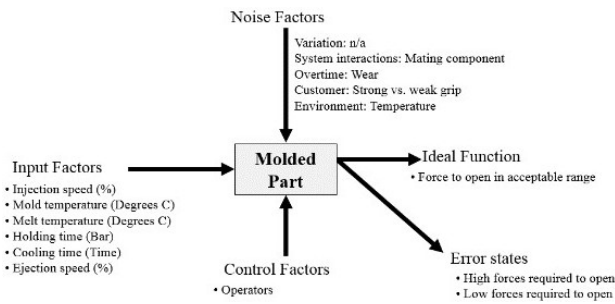 Noise Factors
Variation: n/a
System interactions: Mating component
Overtime: Wear
Customer: Strong vs. weak grip
Environment: Temperature
Input Factors
• Injection speed (%)
• Mold temperature (Degrees C)
• Melt temperature (Degrees C)
• Holding time (Bar)
• Cooling time (Time)
• Ejection speed (%)
Molded
Part
Ideal Function
• Force to open in acceptable range
Control Factors
• Operators
Error states
• High forces required to open
• Low forces required to open